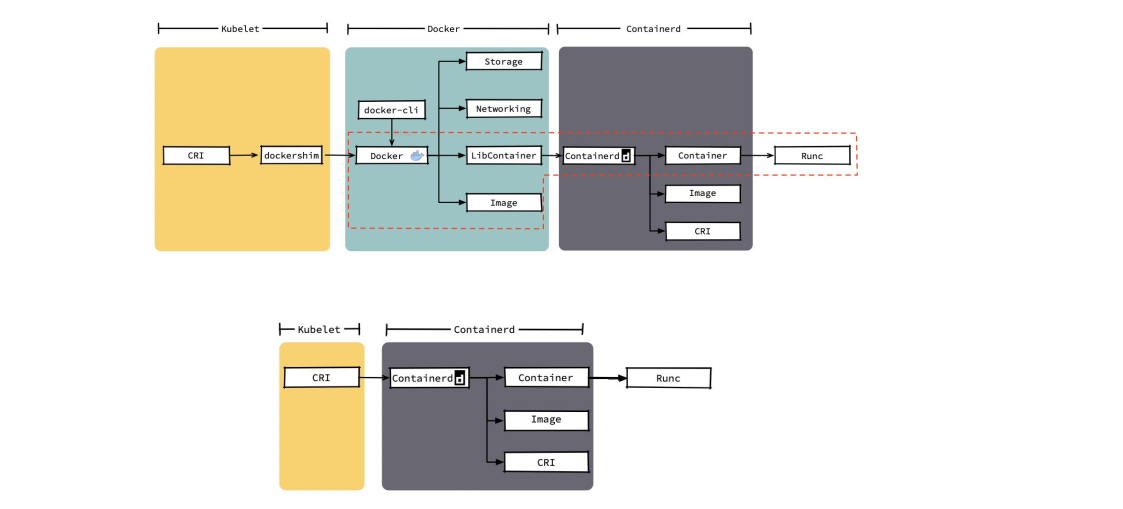 Kubelet
Docker
Containerd
Storage
docker-cli
Networking
CRI
dockershim
Docker
LibContainer
Containerd
Container
Runc
Image
Image
CRI
Kubelet
Containerd
CRI
Containerd
Container
Runc
Image
CRI